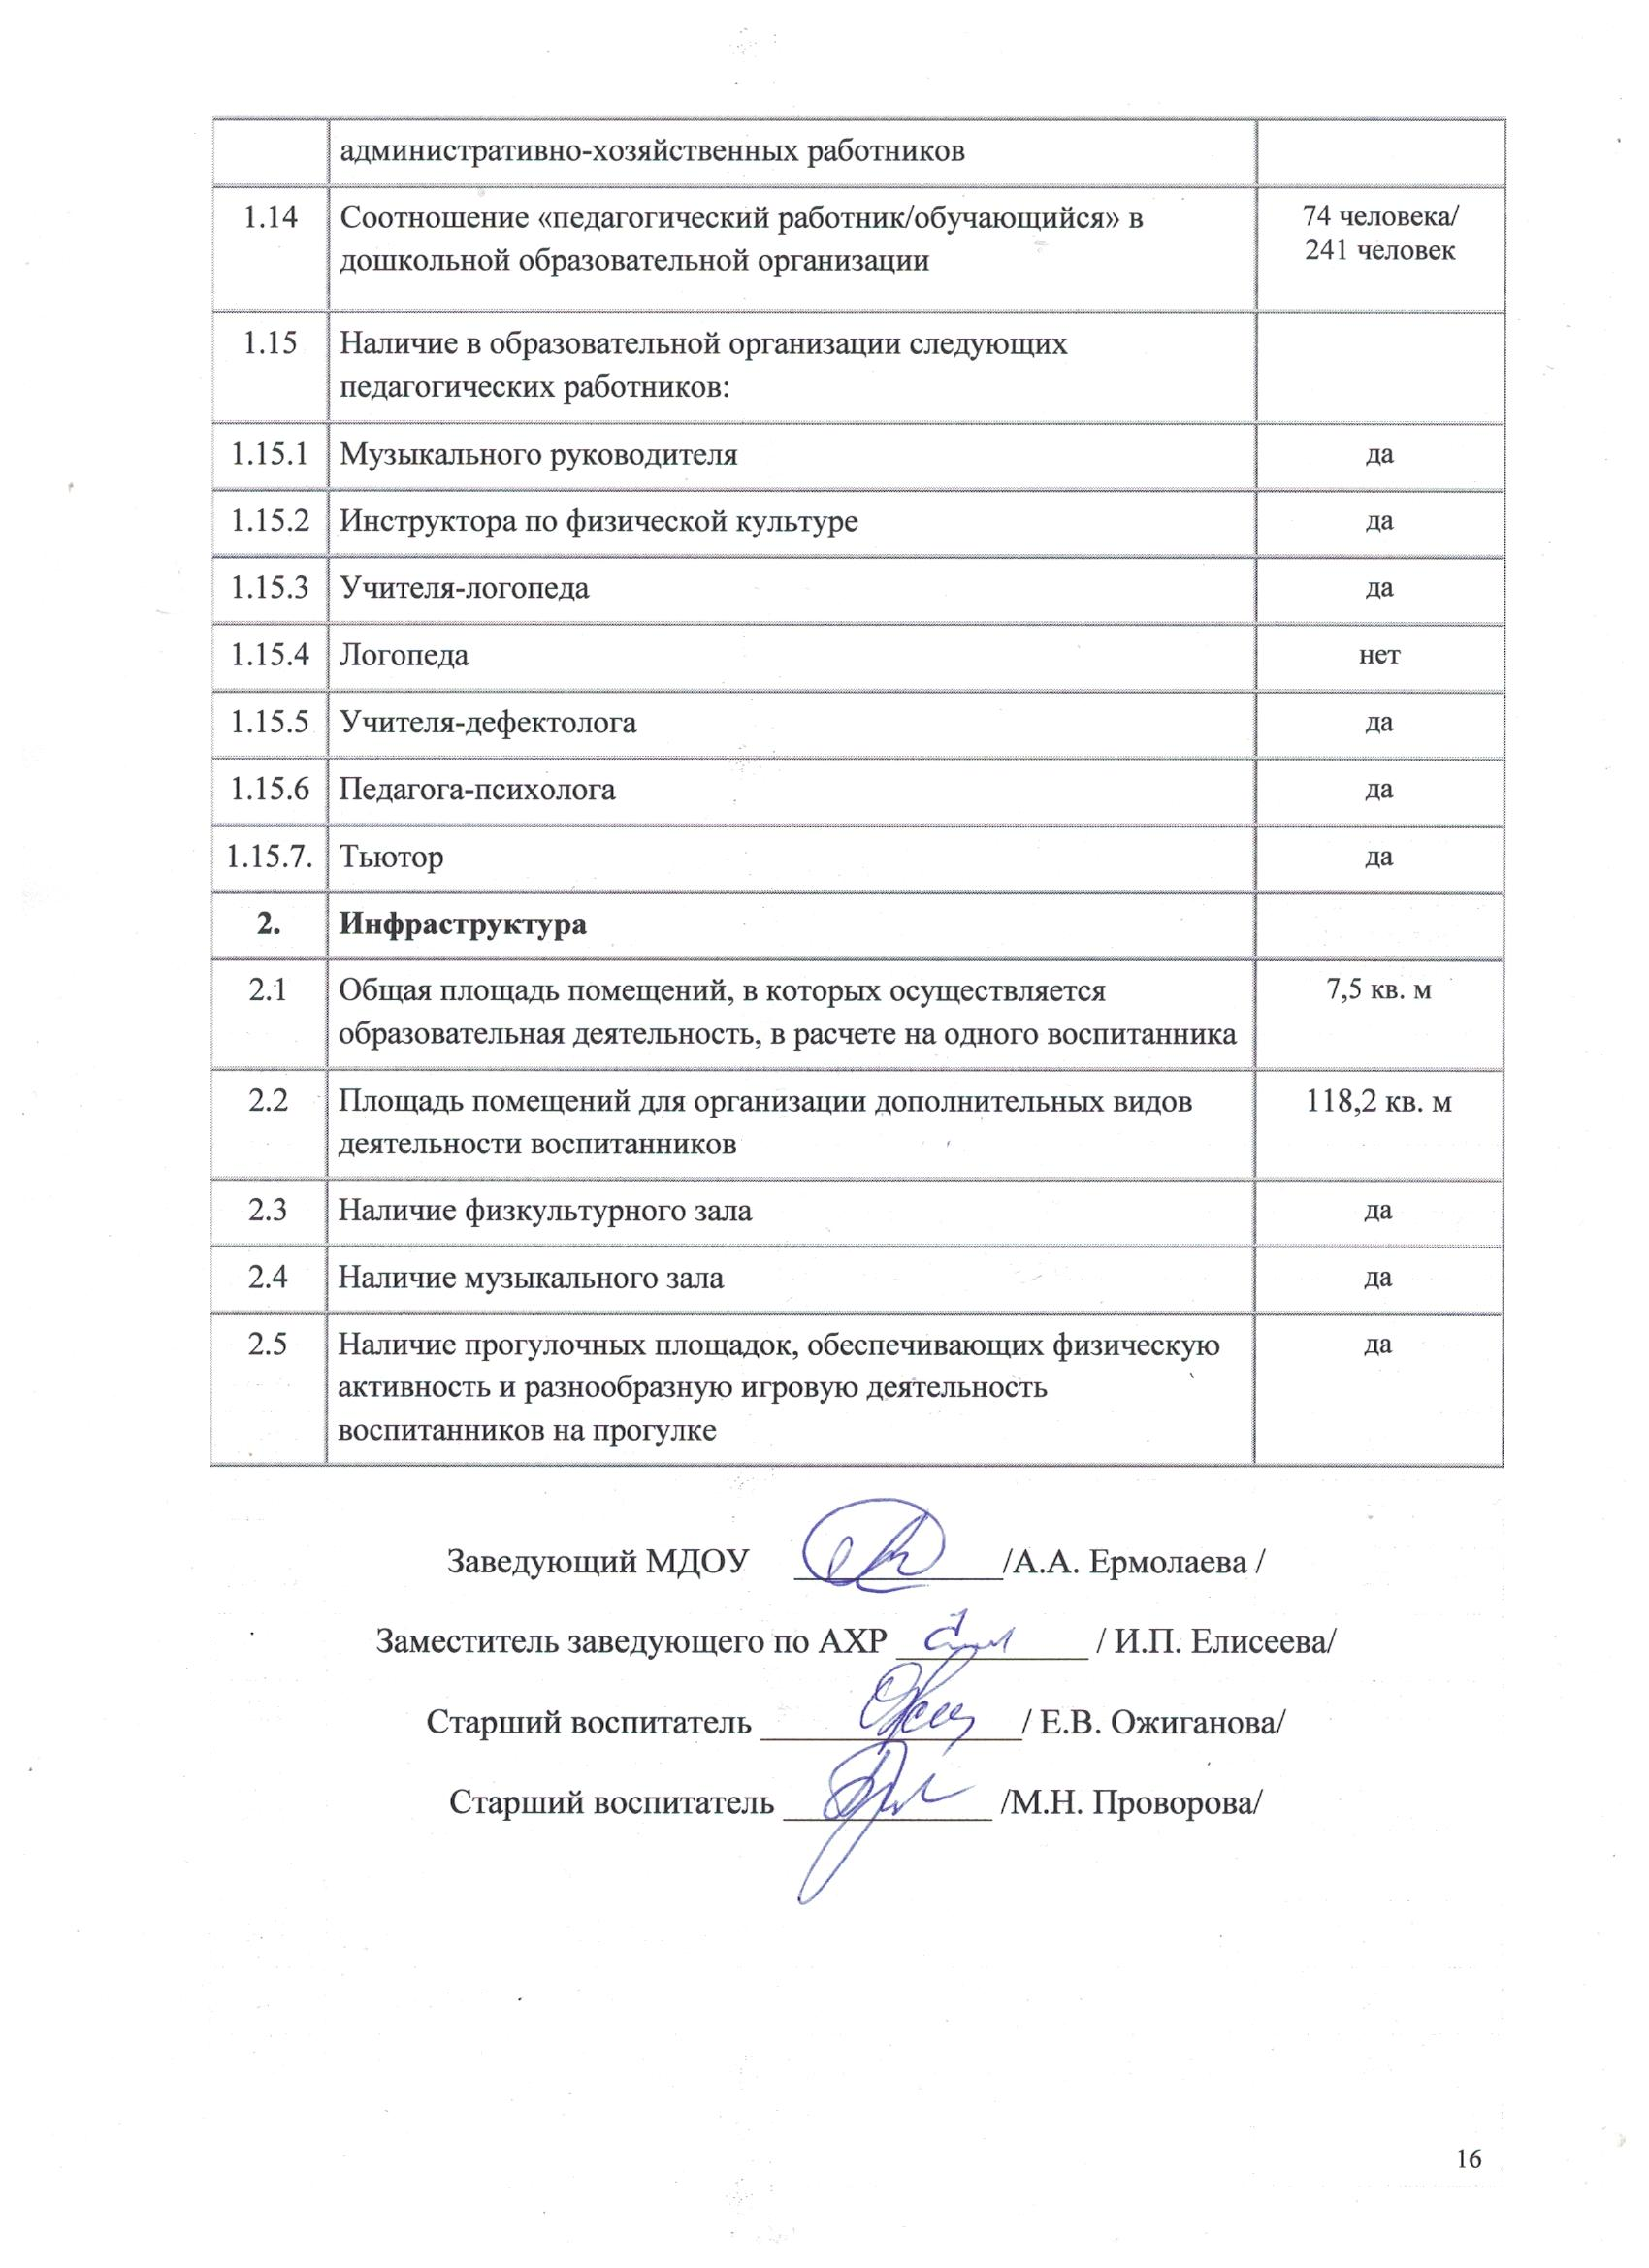 административно-хозяйственных работников
1.14 Соотношение «педагогический работник/обучающийся» в 74 человека/
дошкольной образовательной организации 241 человек
1.15 Наличие в образовательной организации следующих
педагогических работников:
1.15.1 Музыкального руководителя да
1.15.2 Инструктора по физической культуре да
1.15.3 Учителя-логопеда да
1.15.4 Логопеда нет
1.15.5 Учителя-дефектолога да
1.15.6 Педагога-психолога да
1.15.7. Тьютор да
2. Инфраструктура
2.1 Общая площадь помещений, в которых осуществляется 7,5 кв. м
образовательная деятельность, в расчете на одного воспитанника
2.2 Площадь помещений для организации дополнительных видов 118,2 кв. м
деятельности воспитанников
2.3 Наличие физкультурного зала да
2.4 Наличие музыкального зала да
2.5 Наличие прогулочных площадок, обеспечивающих физическую да
активность и разнообразную игровую деятельность
воспитанников на прогулке
Заведующий МДОУ ____________/А.А. Ермолаева /
Заместитель заведующего по АХР ___________ / И.П. Елисеева/
Старший воспитатель _______________/ Е.В. Ожиганова/
Старший воспитатель ____________ /М.Н. Проворова/
16